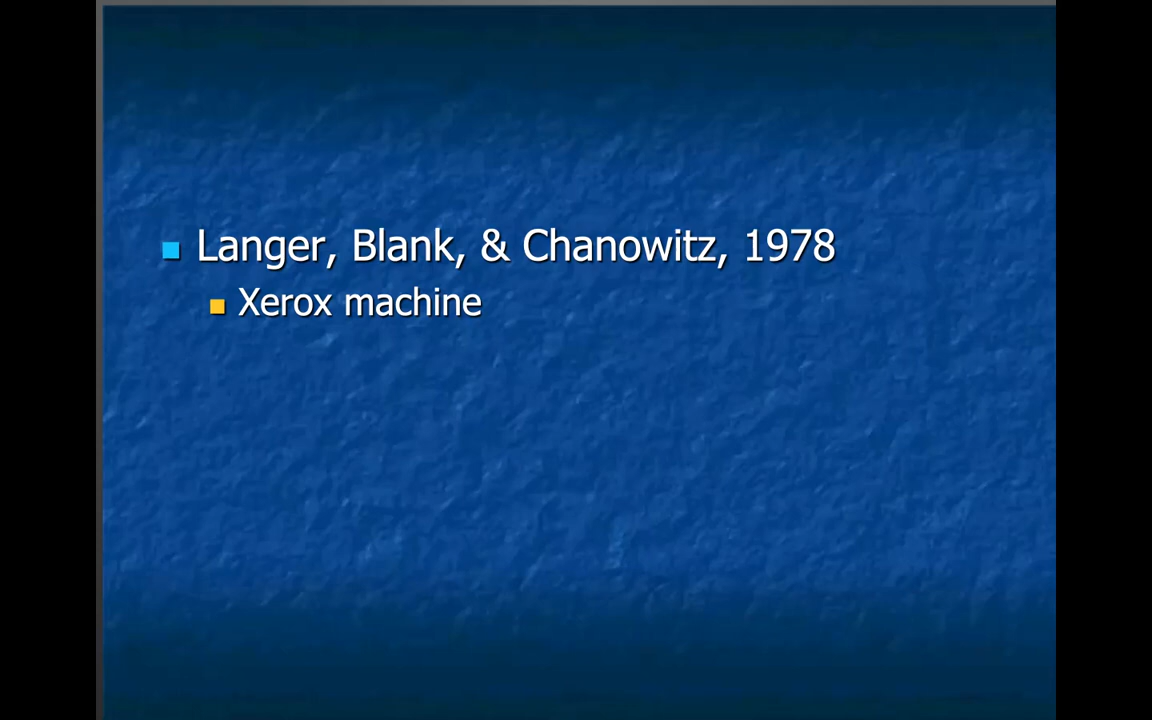 Langer, Blank, & Chanowitz, 1978
Xerox machine